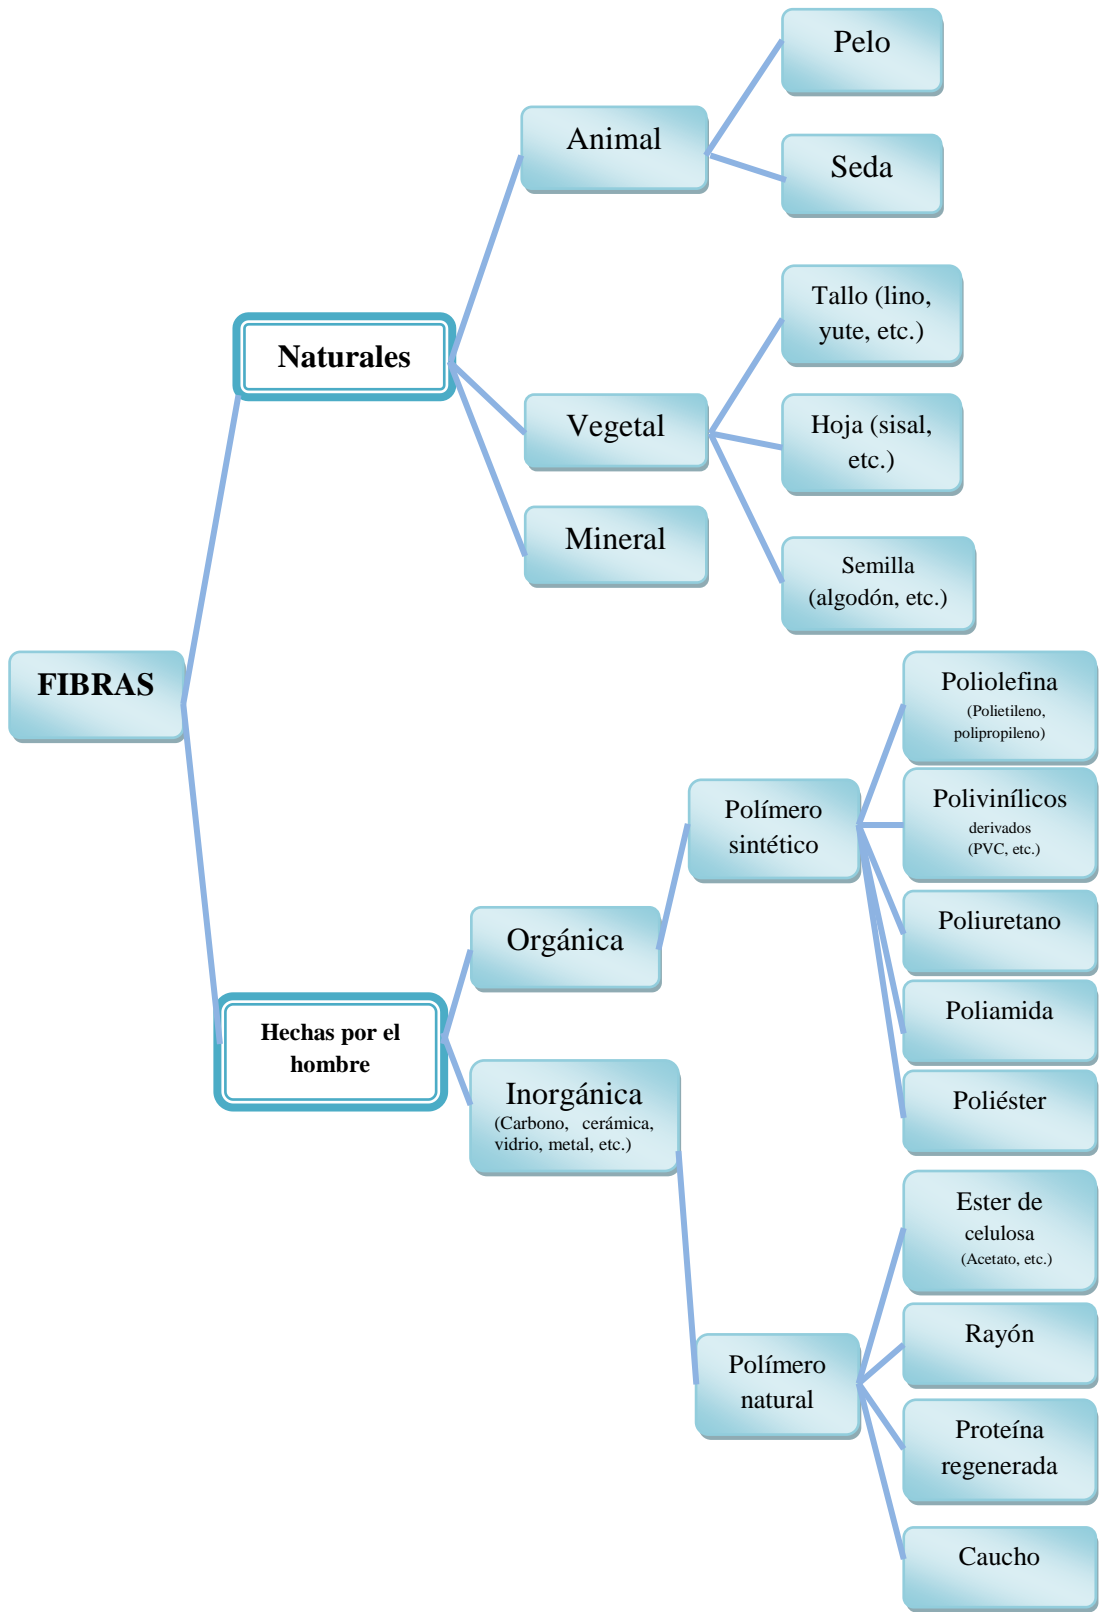 Pelo
Animal
Seda
Tallo (lino,
yute, etc.)
Naturales
Vegetal
Hoja (sisal,
etc.)
Mineral
Semilla
(algodón, etc.)
FIBRAS
Poliolefina
(Polietileno,
polipropileno)
Polímero
sintético
Polivinílicos
derivados
(PVC, etc.)
Orgánica
Poliuretano
Poliamida
Hechas por el
hombre
Inorgánica
(Carbono, cerámica,
vidrio, metal, etc.)
Poliéster
Ester de
celulosa
(Acetato, etc.)
Rayón
Polímero
natural
Proteína
regenerada
Caucho